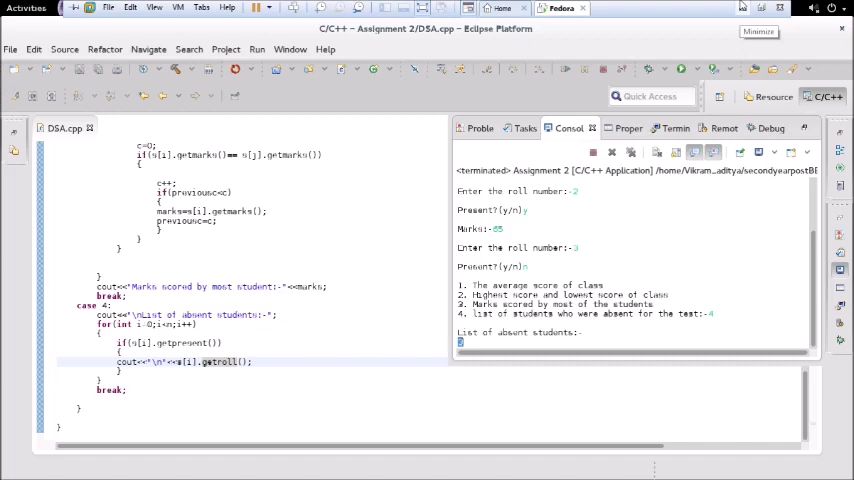 Activities File Edit View VM Tabs Help Home Fedora
C/C++ - Assignment 2/DSA.cpp - Eclipse Platform
Minimize
File Edit Source Refactor Navigate Search Project Run Window Help
Quick Access Resource C/C++
DSA.cpp
c=0;
if(s[i].getmarks()== s[j].getmarks())
{
c++;
if(previous<c)
{
marks=s[i].getmarks();
previous=c;
}
}
}
}
cout<<"Marks scored by most student:-"<<marks;
break;
case 4:
cout<<"\nList of absent students:-";
for(int i=0;i<n;i++)
{
if(s[i].getpresent())
{
cout<<"\n"<<s[i].getroll();
}
}
break;
}
}
Proble Tasks Consol Proper Termin Remot Debug
<terminated> Assignment 2 [C/C++ Application] /home/Vikram_aditya/secondyearpostBE
Enter the roll number:-2
Present?(y/n)y
Marks:-65
Enter the roll number:-3
Present?(y/n)n
1. The average score of class
2. Highest score and lowest score of class
3. Marks scored by most of the students
4. list of students who were absent for the test:-4
List of absent students:-
3